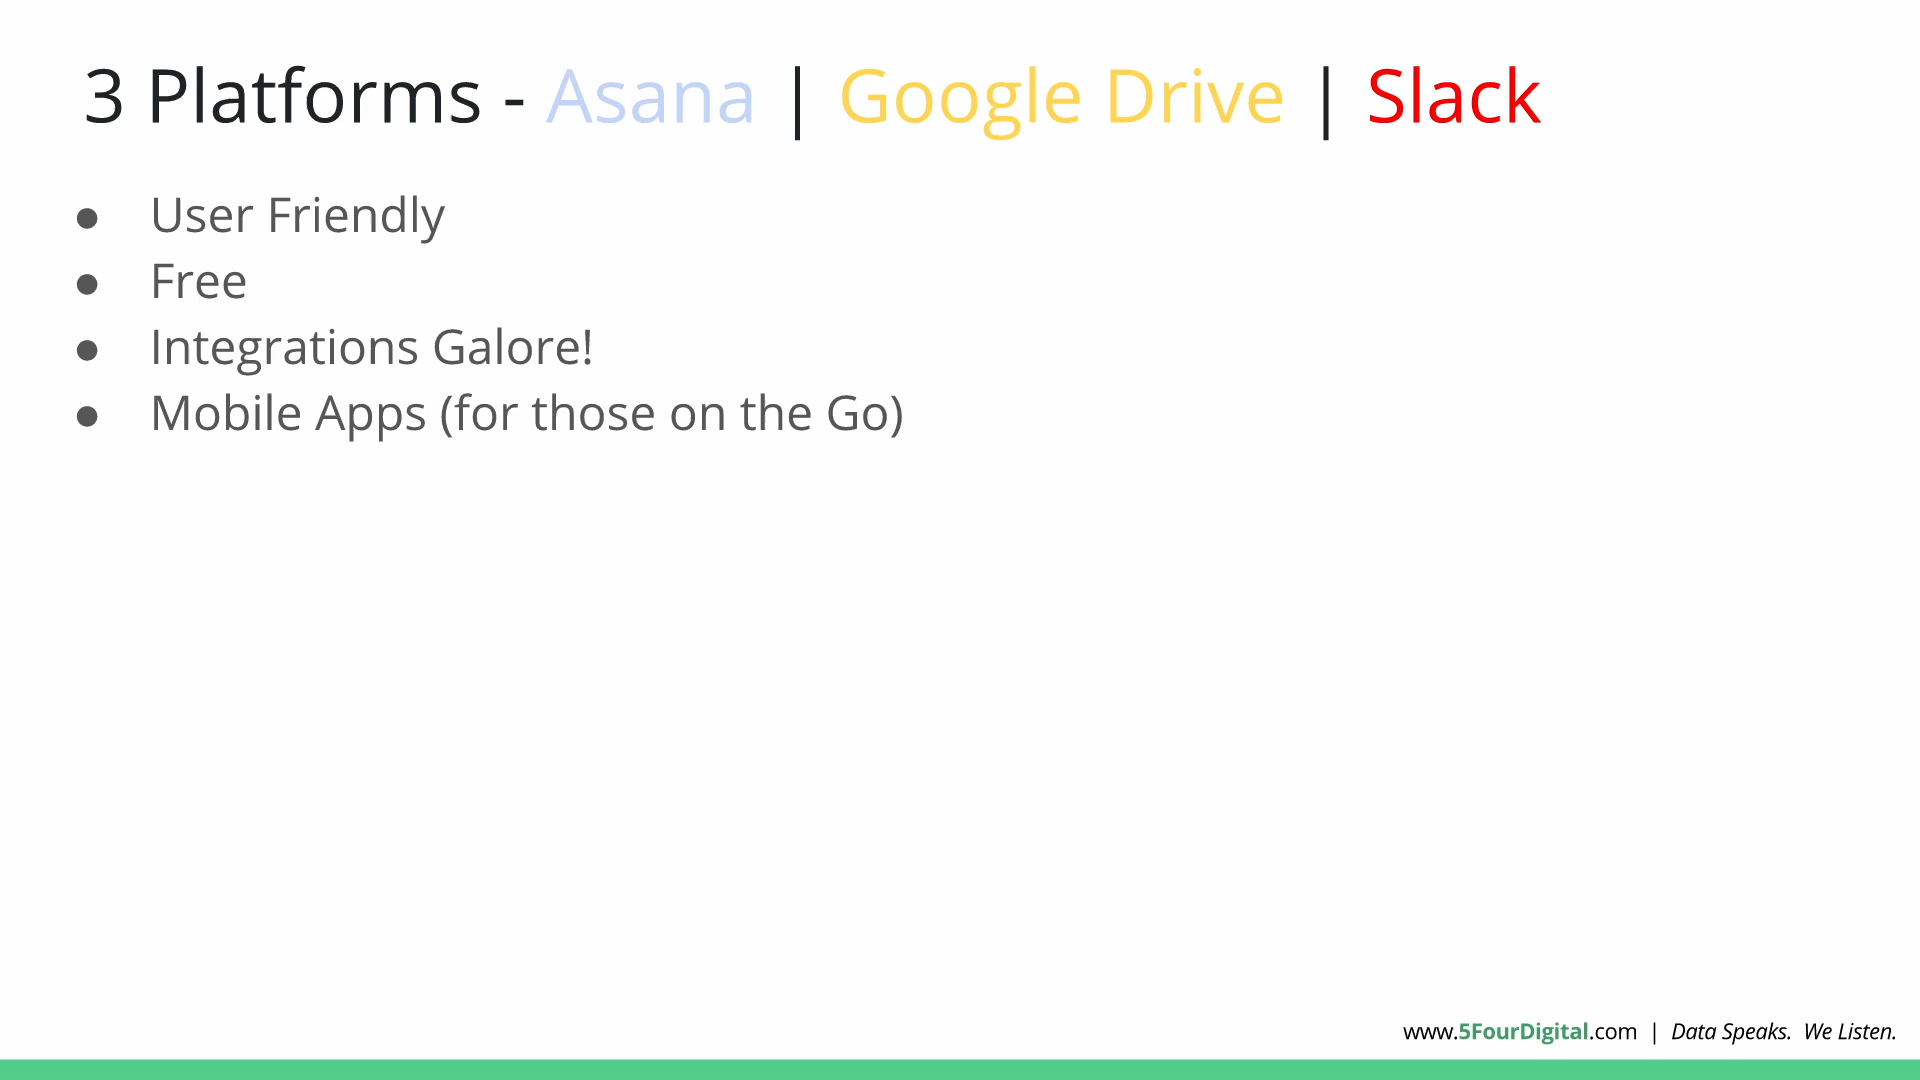 3 Platforms - Asana | Google Drive | Slack
● User Friendly
● Free
● Integrations Galore!
● Mobile Apps (for those on the Go)
www.5FourDigital.com | Data Speaks. We Listen.